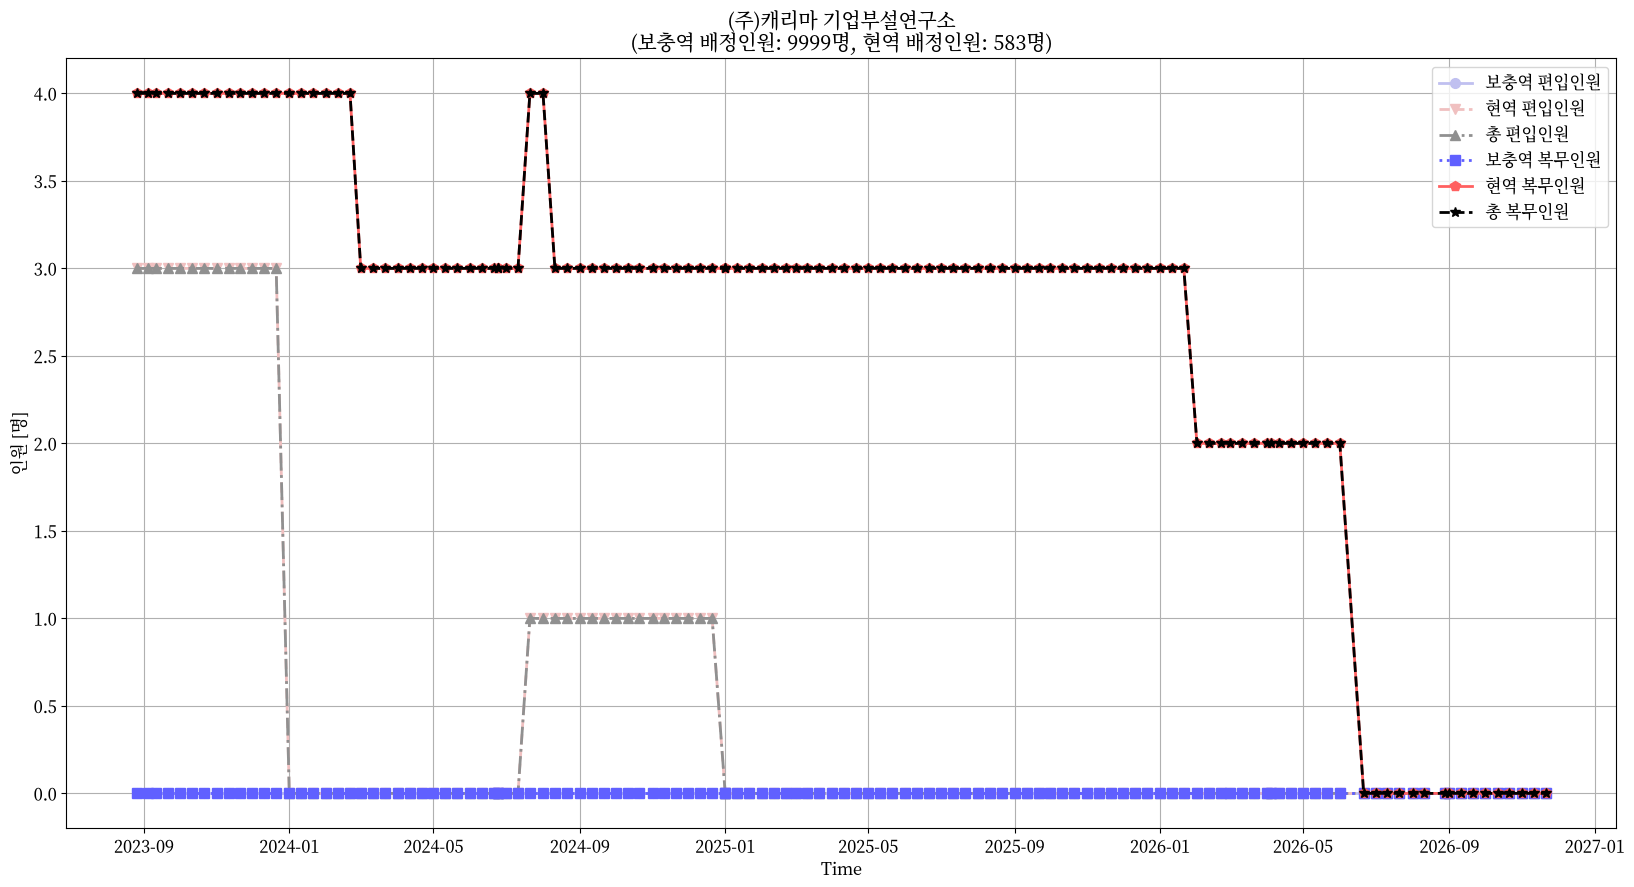 (주)캐리마 기업부설연구소
(보충역 배정인원: 9999명, 현역 배정인원: 583명)
보충역 편입인원
현역 편입인원
총 편입인원
보충역 복무인원
현역 복무인원
총 복무인원
인원 [명]
4.0
3.5
3.0
2.5
2.0
1.5
1.0
0.5
0.0
2023-09 2024-01 2024-05 2024-09 2025-01 2025-05 2025-09 2026-01 2026-05 2026-09 2027-01
Time